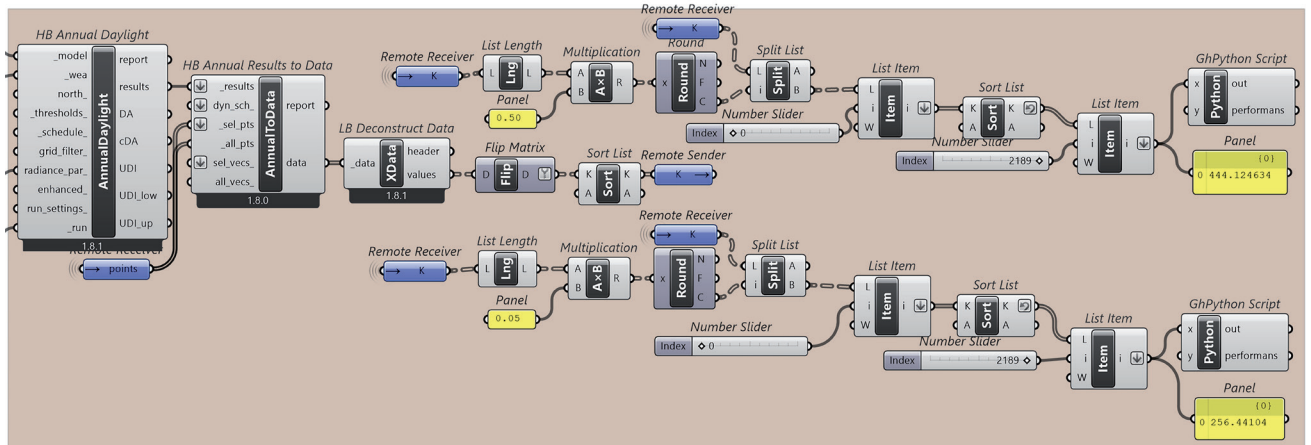 HB Annual Daylight
_model
_wea
north_
_thresholds_
_schedule_
grid_filter_
radiance_par_
enhanced_
run_settings_
_run
AnnualDaylight
report
results
DA
cDA
UDI
UDI_low
UDI_up
1.8.1
Remote Receiver
points
HB Annual Results to Data
_results
dyn_sch_
_sel_pts
_all_pts
sel_vecs_
all_vecs_
AnnualToData
report
data
1.8.0
LB Deconstruct Data
_data
XData
header
values
1.8.1
Flip Matrix
D
Flip
D
Sort List
K
A
Sort
K
A
Remote Sender
K
Remote Receiver
K
List Length
L
Lng
L
Panel
0.50
Multiplication
A
B
A×B
R
Remote Receiver
K
Round
x
Round
N
F
C
Split List
L
i
Split
A
B
Number Slider
Index
0
List Item
L
i
W
Item
i
Sort List
K
A
Sort
K
A
Number Slider
Index
2189
List Item
L
i
W
Item
i
GhPython Script
x
y
Python
out
performans
Panel
{0}
0 444.124634
Remote Receiver
K
List Length
L
Lng
L
Panel
0.05
Multiplication
A
B
A×B
R
Remote Receiver
K
x
Round
N
F
C
Split List
L
i
Split
A
B
Number Slider
Index
0
List Item
L
i
W
Item
i
Sort List
K
A
Sort
K
A
Number Slider
Index
2189
List Item
L
i
W
Item
i
GhPython Script
x
y
Python
out
performans
Panel
{0}
0 256.44104